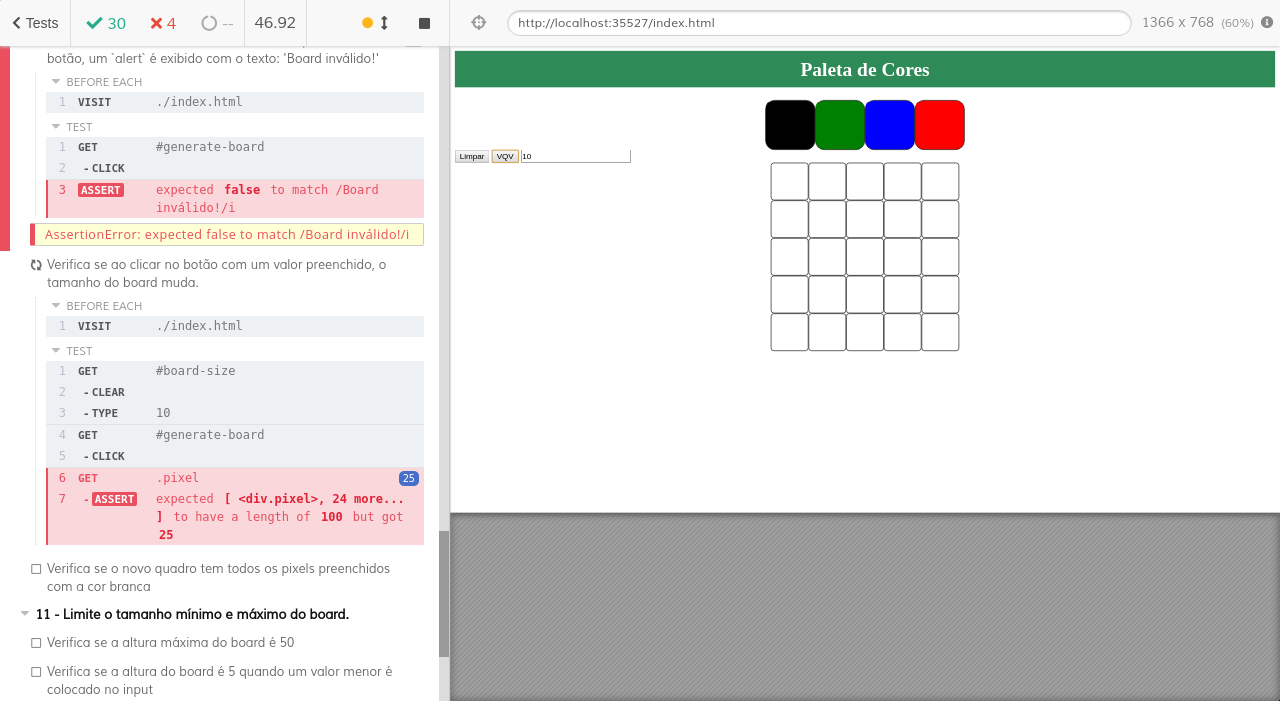 Tests
30
4
--
46.92
http://localhost:35527/index.html
1366 x 768 (60%)
botão, um `alert` é exibido com o texto: 'Board inválido!'
BEFORE EACH
1 VISIT ./index.html
TEST
1 GET #generate-board
2 - CLICK
3 ASSERT expected false to match /Board
inválido!/i
AssertionError: expected false to match /Board inválido!/i
Verifica se ao clicar no botão com um valor preenchido, o
tamanho do board muda.
BEFORE EACH
1 VISIT ./index.html
TEST
1 GET #board-size
2 - CLEAR
3 - TYPE 10
4 GET #generate-board
5 - CLICK
6 GET .pixel 25
7 - ASSERT expected [ <div.pixel>, 24 more...
] to have a length of 100 but got
25
Verifica se o novo quadro tem todos os pixels preenchidos
com a cor branca
11 - Limite o tamanho mínimo e máximo do board.
Verifica se a altura máxima do board é 50
Verifica se a altura do board é 5 quando um valor menor é
colocado no input
Paleta de Cores
Limpar VQV 10